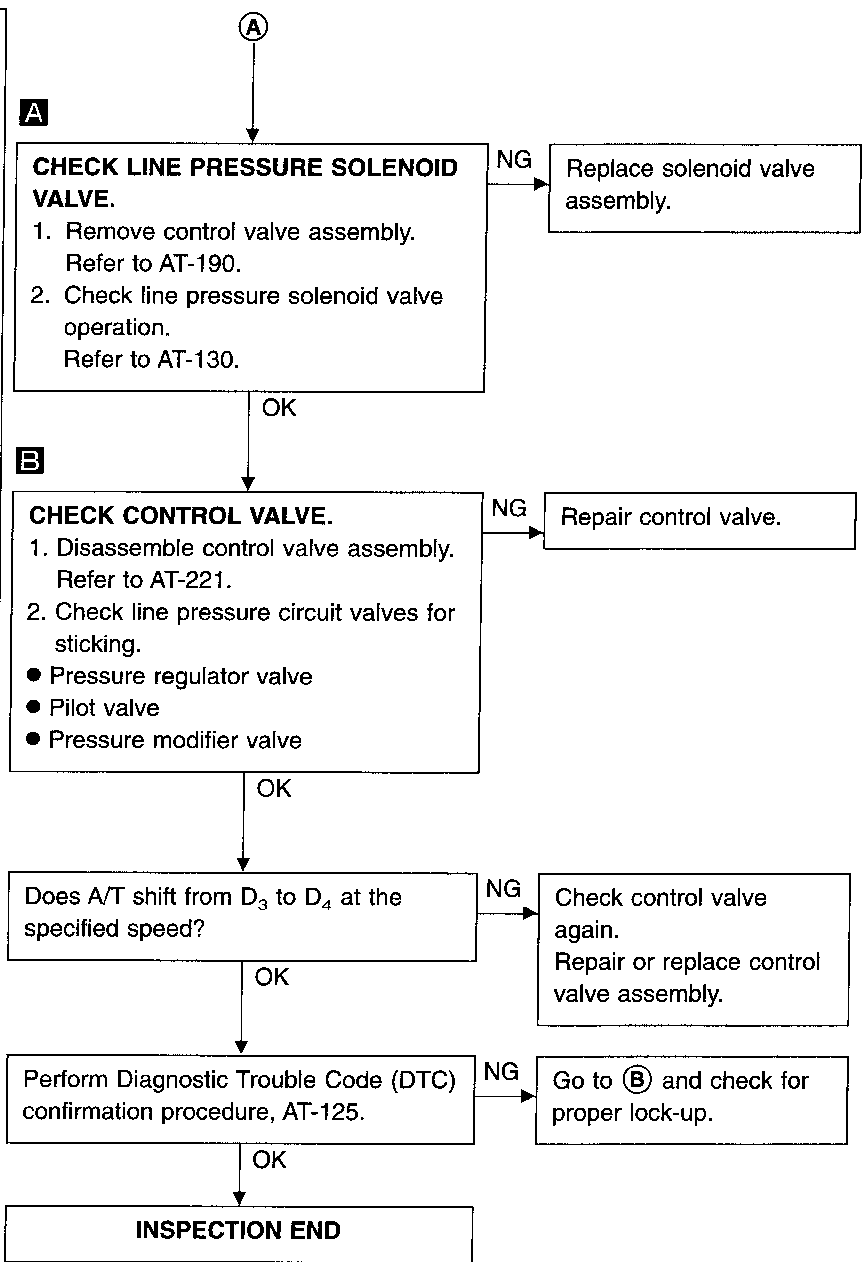 A
A
CHECK LINE PRESSURE SOLENOID
VALVE.
1. Remove control valve assembly.
Refer to AT-190.
2. Check line pressure solenoid valve
operation.
Refer to AT-130.
NG
Replace solenoid valve
assembly.
OK
B
CHECK CONTROL VALVE.
1. Disassemble control valve assembly.
Refer to AT-221.
2. Check line pressure circuit valves for
sticking.
● Pressure regulator valve
● Pilot valve
● Pressure modifier valve
NG
Repair control valve.
OK
Does A/T shift from D₃ to D₄ at the
specified speed?
NG
Check control valve
again.
Repair or replace control
valve assembly.
OK
Perform Diagnostic Trouble Code (DTC)
confirmation procedure, AT-125.
NG
Go to Ⓑ and check for
proper lock-up.
OK
INSPECTION END